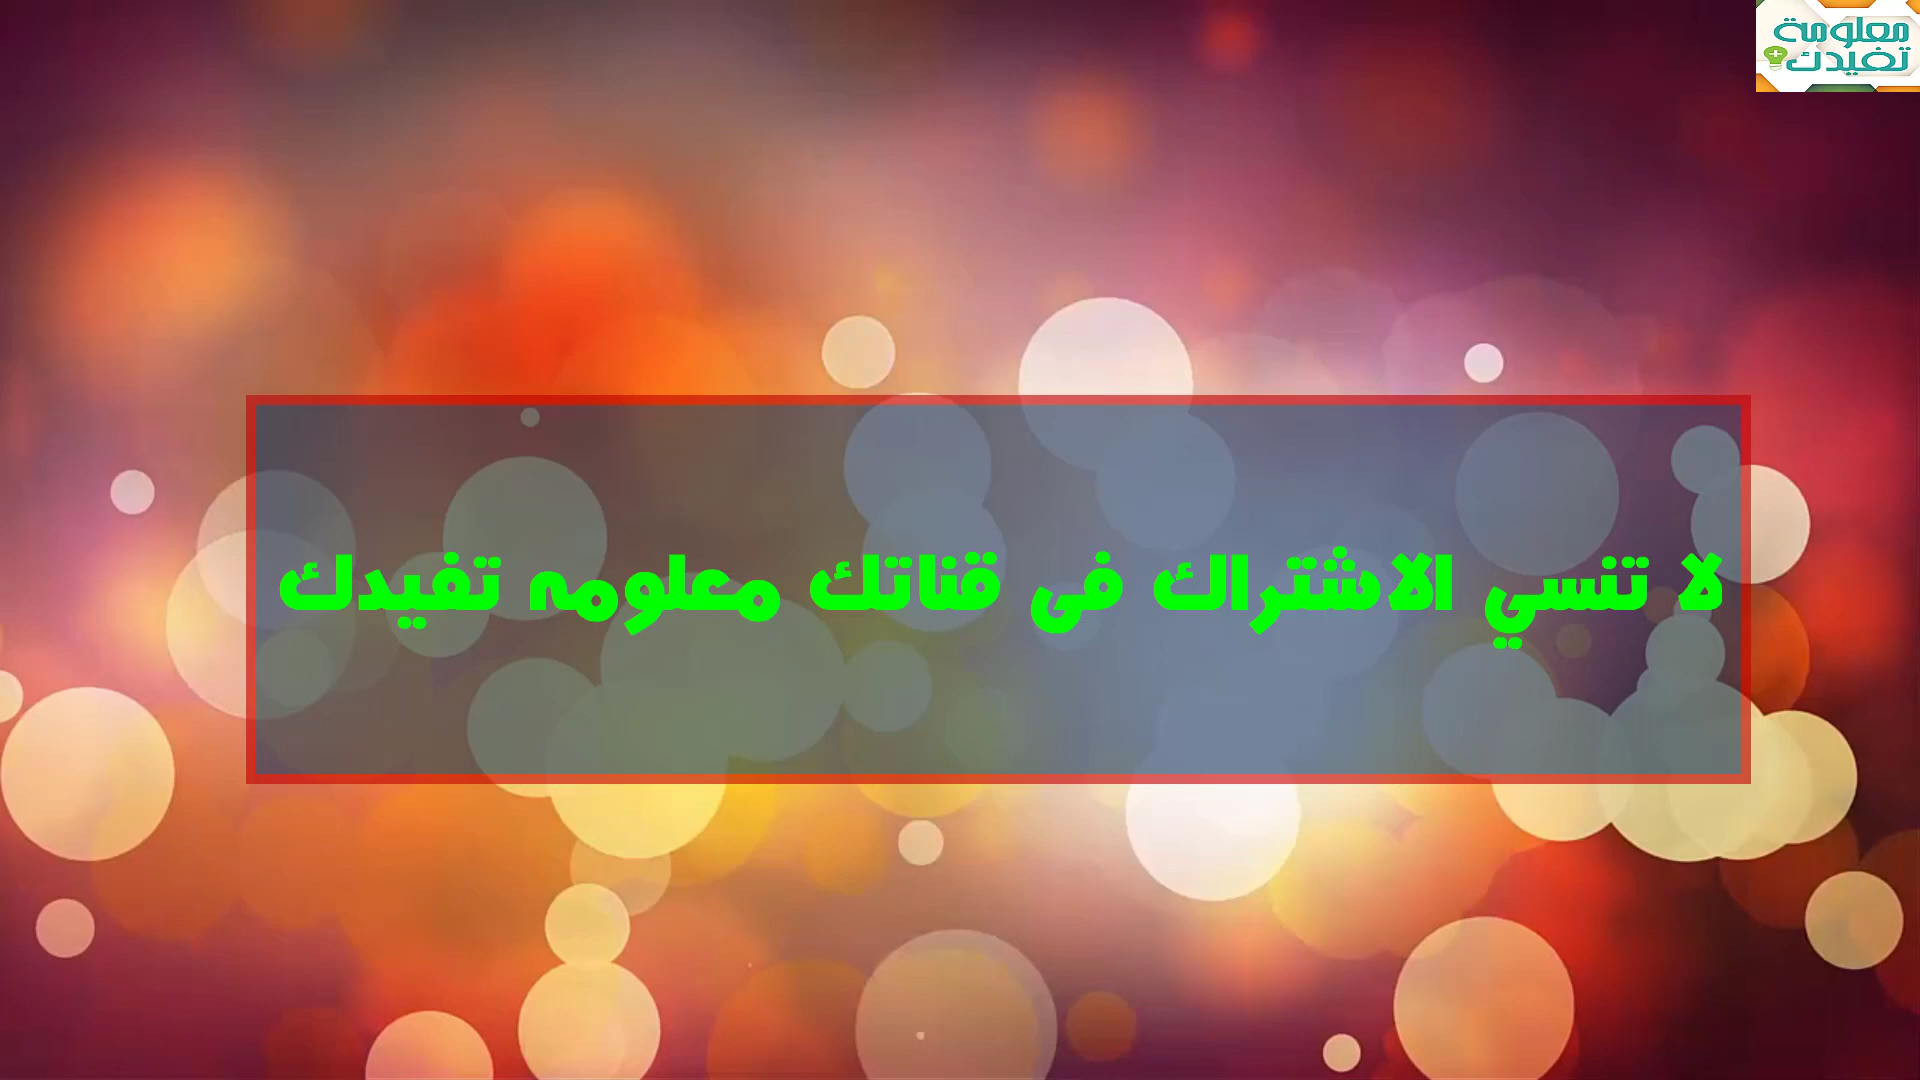 معلومة
تفيدك
لا تنسي الاشتراك فى قناتك معلومه تفيدك